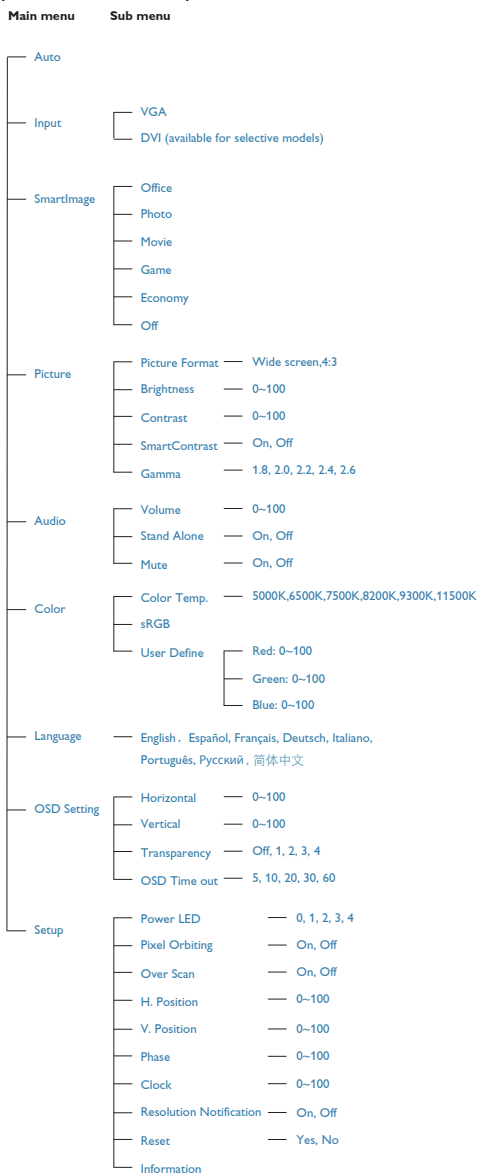 Main menu Sub menu
Auto
Input
VGA
DVI (available for selective models)
SmartImage
Office
Photo
Movie
Game
Economy
Off
Picture
Picture Format Wide screen,4:3
Brightness 0~100
Contrast 0~100
SmartContrast On, Off
Gamma 1.8, 2.0, 2.2, 2.4, 2.6
Audio
Volume 0~100
Stand Alone On, Off
Mute On, Off
Color
Color Temp. 5000K,6500K,7500K,8200K,9300K,11500K
sRGB
User Define
Red: 0~100
Green: 0~100
Blue: 0~100
Language
English，Español, Français, Deutsch, Italiano,
Português, Русский, 简体中文
OSD Setting
Horizontal 0~100
Vertical 0~100
Transparency Off, 1, 2, 3, 4
OSD Time out 5, 10, 20, 30, 60
Setup
Power LED 0, 1, 2, 3, 4
Pixel Orbiting On, Off
Over Scan On, Off
H. Position 0~100
V. Position 0~100
Phase 0~100
Clock 0~100
Resolution Notification On, Off
Reset Yes, No
Information